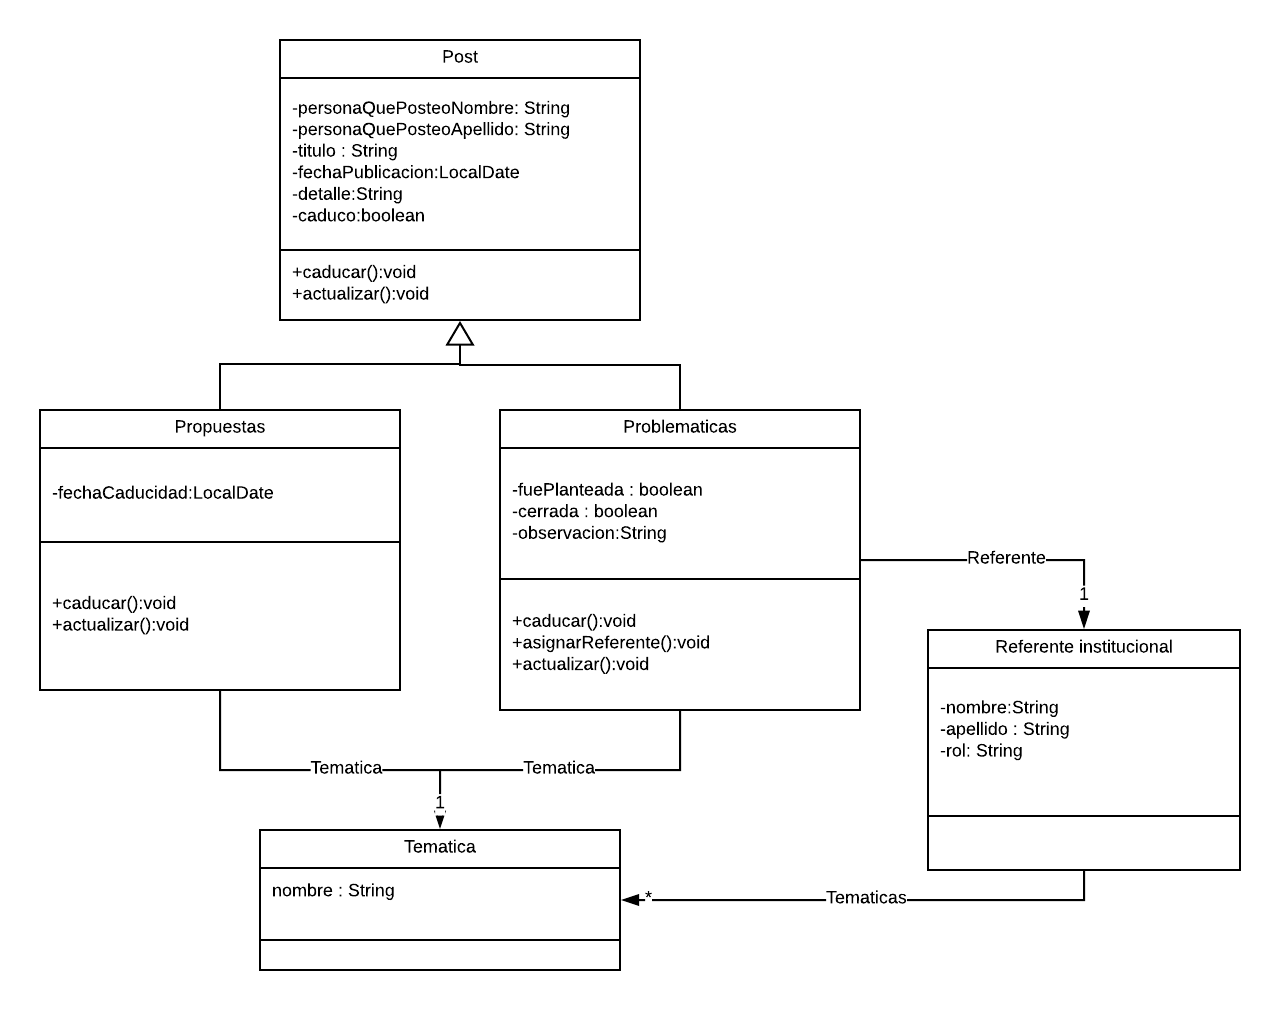 Post
-personaQuePosteoNombre: String
-personaQuePosteoApellido: String
-titulo : String
-fechaPublicacion:LocalDate
-detalle:String
-caduco:boolean
+caducar():void
+actualizar():void
Propuestas
-fechaCaducidad:LocalDate
+caducar():void
+actualizar():void
Problematicas
-fuePlanteada : boolean
-cerrada : boolean
-observacion:String
+caducar():void
+asignarReferente():void
+actualizar():void
Referente
1
Referente institucional
-nombre:String
-apellido : String
-rol: String
Tematica
Tematica
1
Tematica
nombre : String
*
Tematicas